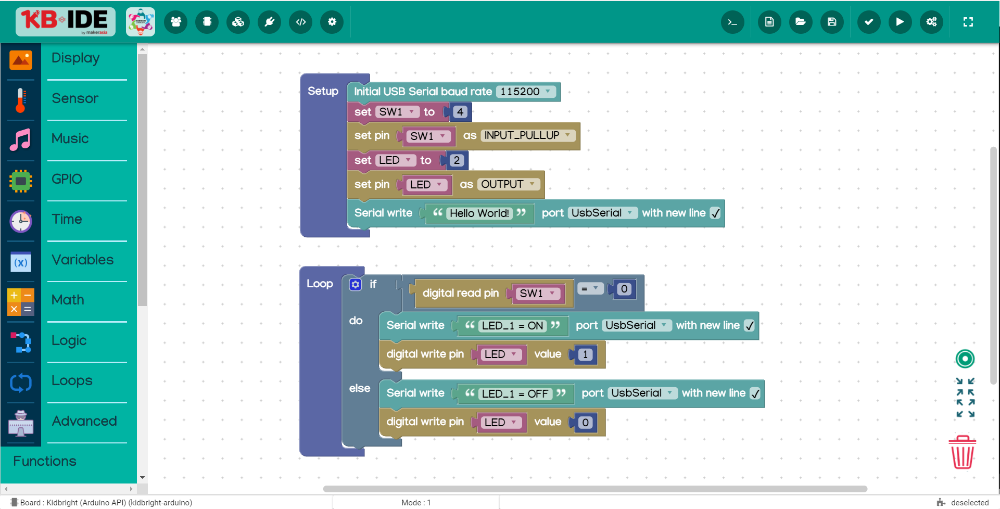 KB-IDE
by makerasia
Display
Sensor
Music
GPIO
Time
Variables
Math
Logic
Loops
Advanced
Functions
Setup
Initial USB Serial baud rate 115200
set SW1 to 4
set pin SW1 as INPUT_PULLUP
set LED to 2
set pin LED as OUTPUT
Serial write “ Hello World! ” port UsbSerial with new line ✓
Loop
if digital read pin SW1 = 0
do
Serial write “ LED_1 = ON ” port UsbSerial with new line ✓
digital write pin LED value 1
else
Serial write “ LED_1 = OFF ” port UsbSerial with new line ✓
digital write pin LED value 0
Board : Kidbright (Arduino API) (kidbright-arduino)
Mode : 1
deselected